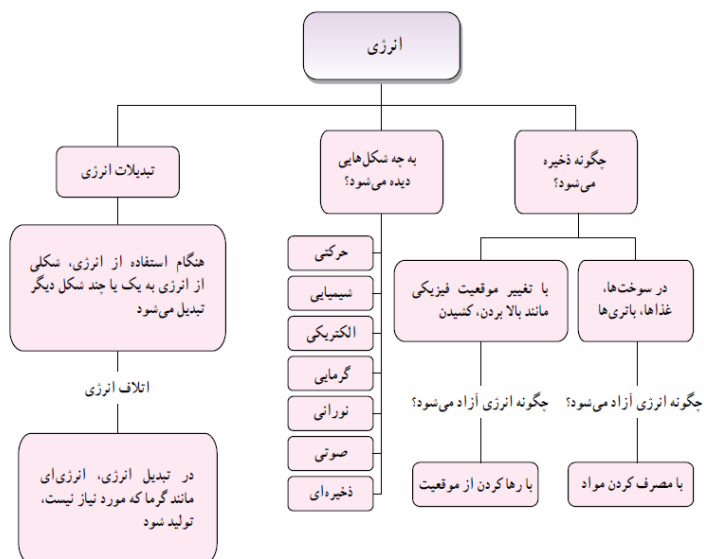 انرژی
چگونه ذخیره
می‌شود؟
به چه شکل‌هایی
دیده می‌شود؟
تبدیلات انرژی
در سوخت‌ها،
غذاها، باتری‌ها
چگونه انرژی آزاد می‌شود؟
با مصرف کردن مواد
با تغییر موقعیت فیزیکی
مانند بالا بردن، کشیدن
چگونه انرژی آزاد می‌شود؟
با رها کردن از موقعیت
حرکتی
شیمیایی
الکتریکی
گرمایی
نورانی
صوتی
ذخیره‌ای
هنگام استفاده از انرژی، شکلی
از انرژی به یک یا چند شکل دیگر
تبدیل می‌شود
اتلاف انرژی
در تبدیل انرژی، انرژی‌ای
مانند گرما که مورد نیاز نیست،
تولید شود